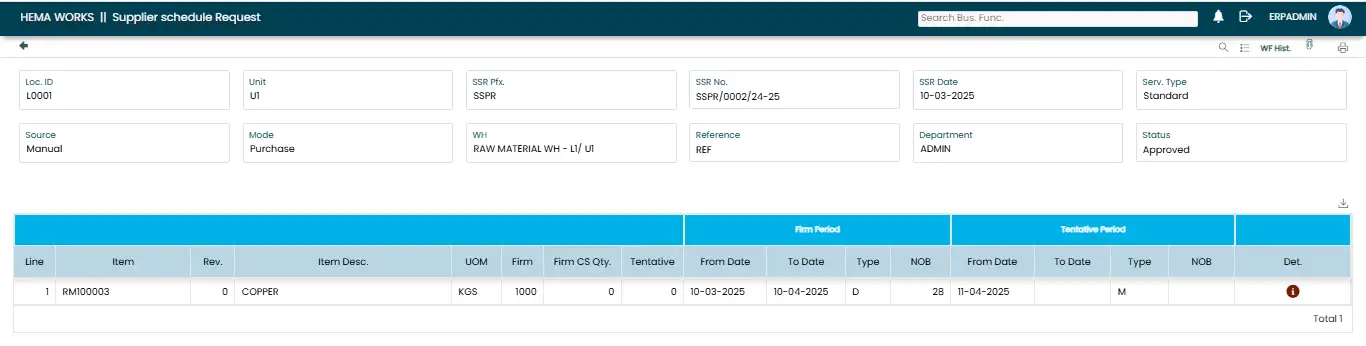 HEMA WORKS || Supplier schedule Request Search Bus. Func. ERPADMIN
WF Hist.
Loc. ID Unit SSR Pfx. SSR No. SSR Date Serv. Type
L0001 U1 SSPR SSPR/0002/24-25 10-03-2025 Standard
Source Mode WH Reference Department Status
Manual Purchase RAW MATERIAL WH - L1/ U1 REF ADMIN Approved
Firm Period Tentative Period
Line Item Rev. Item Desc. UOM Firm Firm CS Qty. Tentative From Date To Date Type NOB From Date To Date Type NOB Det.
1 RM100003 0 COPPER KGS 1000 0 0 10-03-2025 10-04-2025 D 28 11-04-2025 M
Total 1